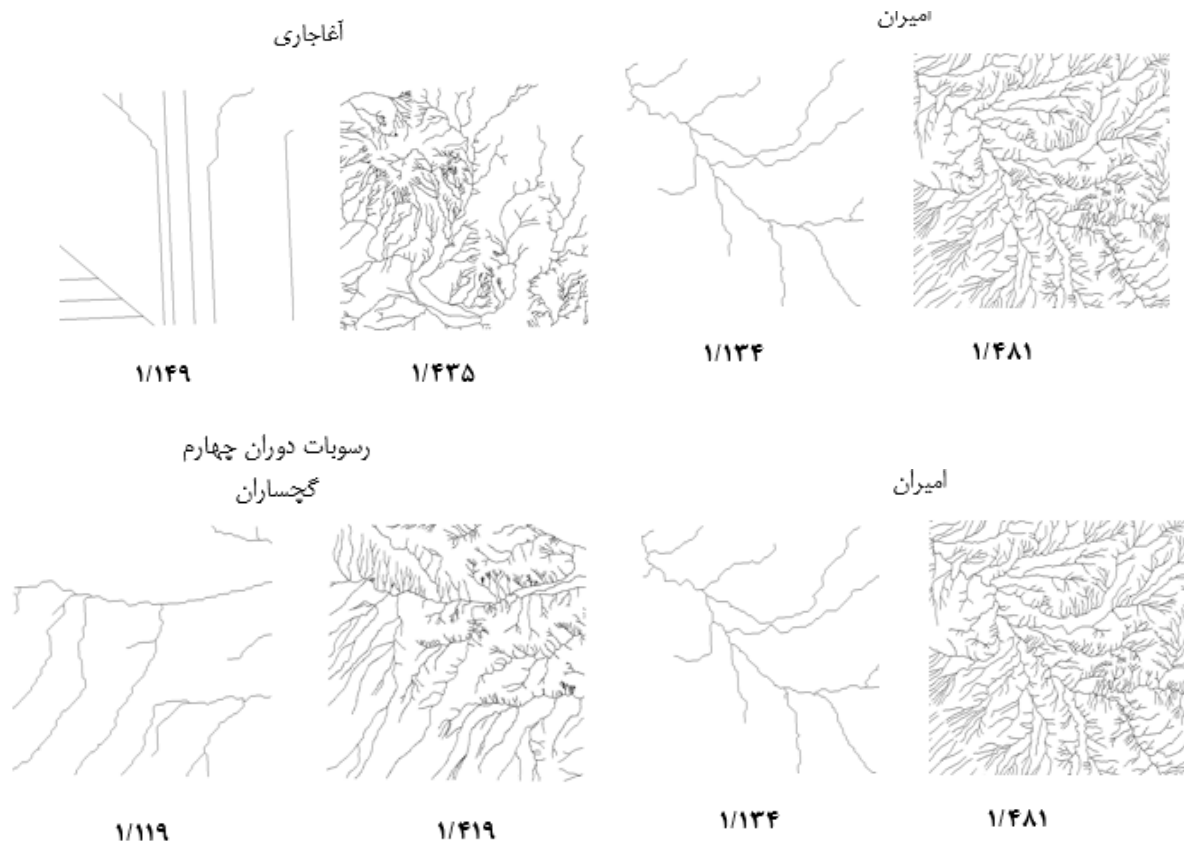 امیران
آغاجاری
۱/۴۸۱
۱/۱۳۴
۱/۴۳۵
۱/۱۴۹
امیران
رسوبات دوران چهارم
گچساران
۱/۴۸۱
۱/۱۳۴
۱/۴۱۹
۱/۱۱۹